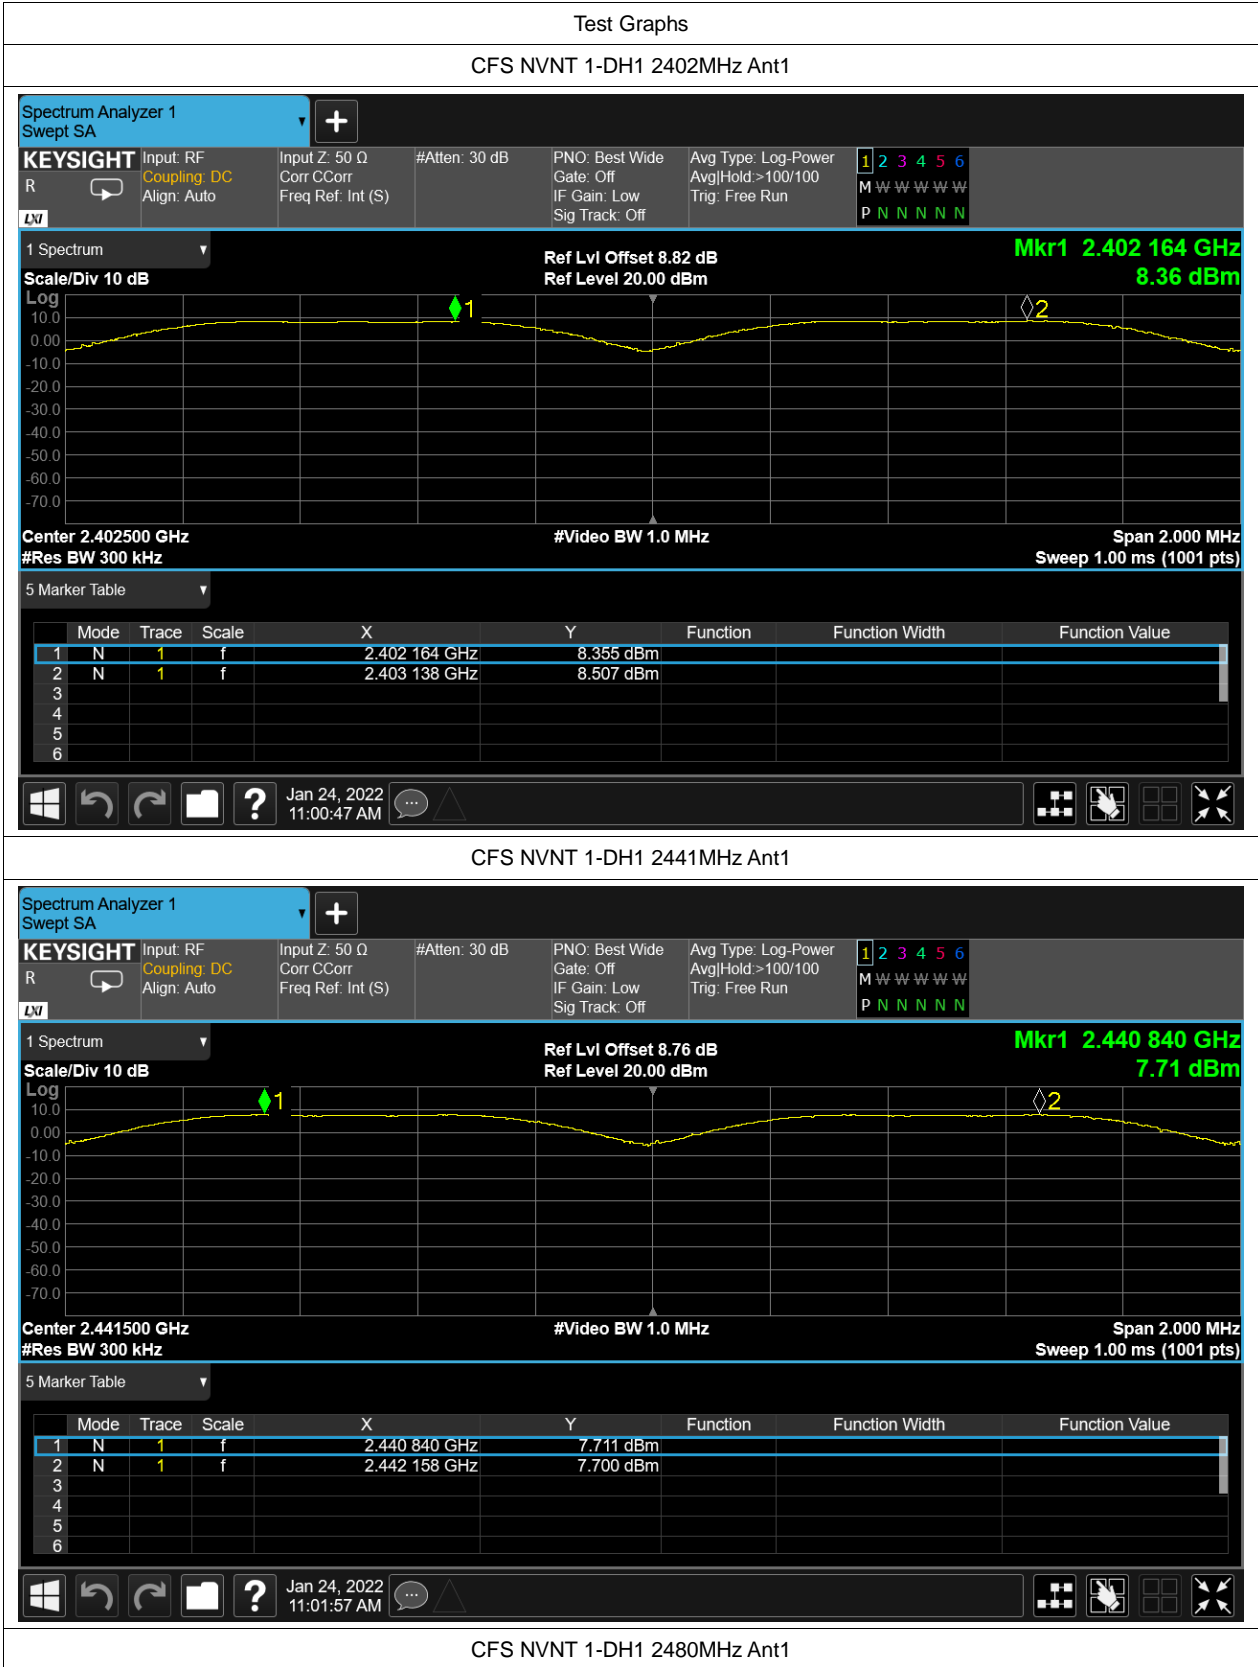 Test Graphs
CFS NVNT 1-DH1 2402MHz Ant1
Spectrum Analyzer 1
Swept SA
KEYSIGHT Input: RF Input Z: 50 Ω #Atten: 30 dB PNO: Best Wide Avg Type: Log-Power 1 2 3 4 5 6
R Coupling: DC Corr CCorr Gate: Off Avg|Hold:>100/100 M W W W W W
Align: Auto Freq Ref: Int (S) IF Gain: Low Trig: Free Run
LXI Sig Track: Off P N N N N N
1 Spectrum Ref Lvl Offset 8.82 dB Mkr1 2.402 164 GHz
Scale/Div 10 dB Ref Level 20.00 dBm 8.36 dBm
Log
1 2
10.0
0.00
-10.0
-20.0
-30.0
-40.0
-50.0
-60.0
-70.0
Center 2.402500 GHz #Video BW 1.0 MHz Span 2.000 MHz
#Res BW 300 kHz Sweep 1.00 ms (1001 pts)
5 Marker Table
Mode Trace Scale X Y Function Function Width Function Value
1 N 1 f 2.402 164 GHz 8.355 dBm
2 N 1 f 2.403 138 GHz 8.507 dBm
3
4
5
6
? Jan 24, 2022
11:00:47 AM
CFS NVNT 1-DH1 2441MHz Ant1
Spectrum Analyzer 1
Swept SA
KEYSIGHT Input: RF Input Z: 50 Ω #Atten: 30 dB PNO: Best Wide Avg Type: Log-Power 1 2 3 4 5 6
R Coupling: DC Corr CCorr Gate: Off Avg|Hold:>100/100 M W W W W W
Align: Auto Freq Ref: Int (S) IF Gain: Low Trig: Free Run
LXI Sig Track: Off P N N N N N
1 Spectrum Ref Lvl Offset 8.76 dB Mkr1 2.440 840 GHz
Scale/Div 10 dB Ref Level 20.00 dBm 7.71 dBm
Log
1 2
10.0
0.00
-10.0
-20.0
-30.0
-40.0
-50.0
-60.0
-70.0
Center 2.441500 GHz #Video BW 1.0 MHz Span 2.000 MHz
#Res BW 300 kHz Sweep 1.00 ms (1001 pts)
5 Marker Table
Mode Trace Scale X Y Function Function Width Function Value
1 N 1 f 2.440 840 GHz 7.711 dBm
2 N 1 f 2.442 158 GHz 7.700 dBm
3
4
5
6
? Jan 24, 2022
11:01:57 AM
CFS NVNT 1-DH1 2480MHz Ant1